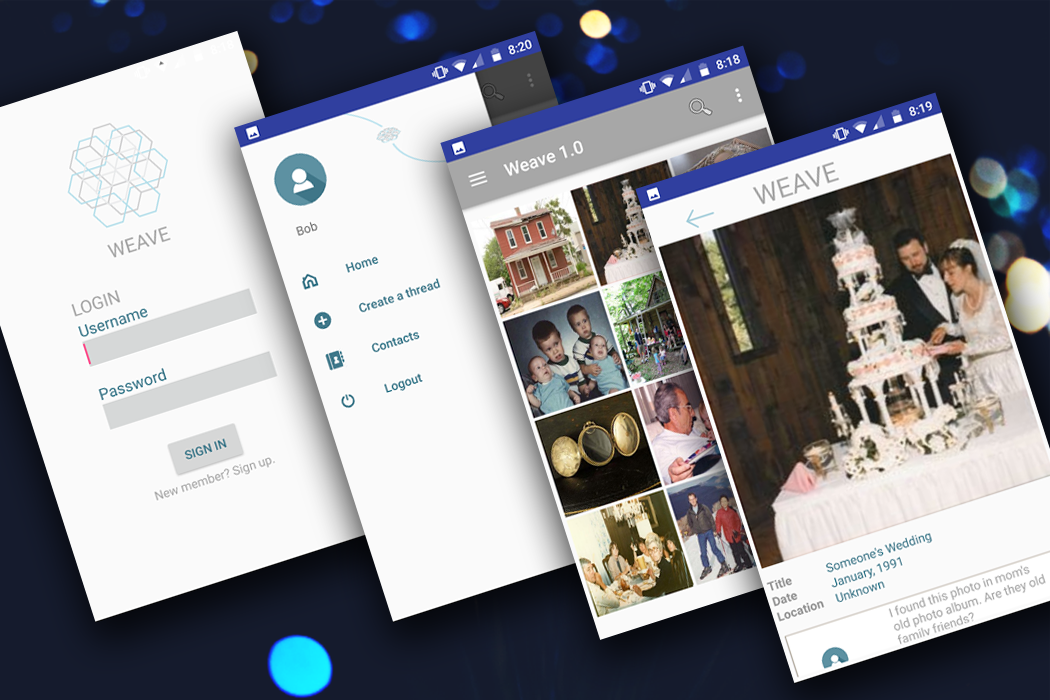 WEAVE
LOGIN
Username
Password
SIGN IN
New member? Sign up.
8:20
Bob
Home
Create a thread
Contacts
Logout
8:18
Weave 1.0
8:19
WEAVE
Title Someone's Wedding
Date January, 1991
Location Unknown
I found this photo in mom's
old photo album. Are they old
family friends?